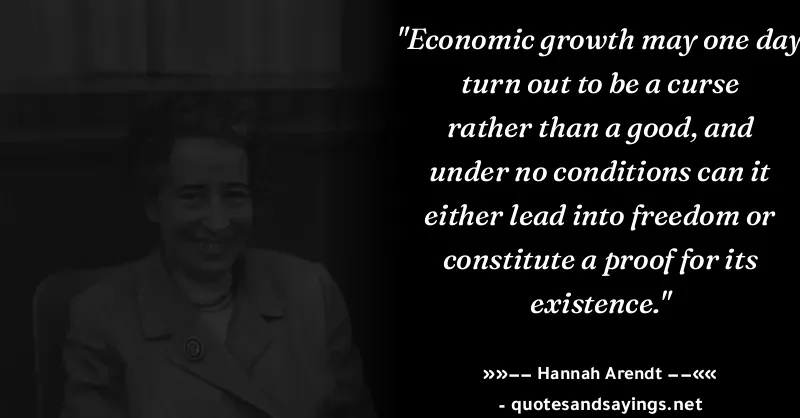 "Economic growth may one day
turn out to be a curse
rather than a good, and
under no conditions can it
either lead into freedom or
constitute a proof for its
existence."
»»−− Hannah Arendt −−««
- quotesandsayings.net